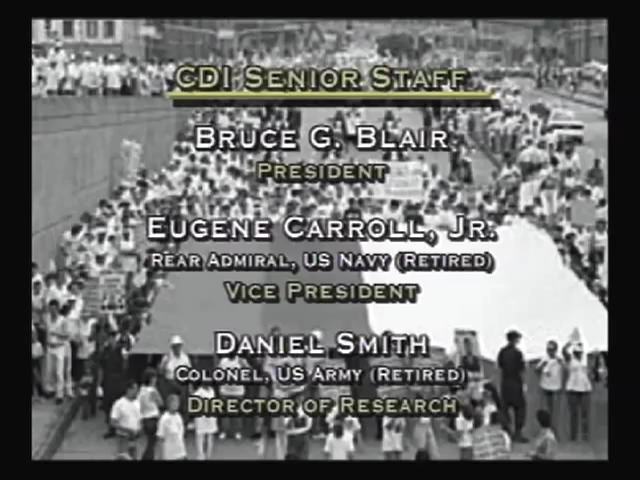 CDI Senior Staff
Bruce G. Blair
President
Eugene Carroll, Jr.
Rear Admiral, US Navy (Retired)
Vice President
Daniel Smith
Colonel, US Army (Retired)
Director of Research